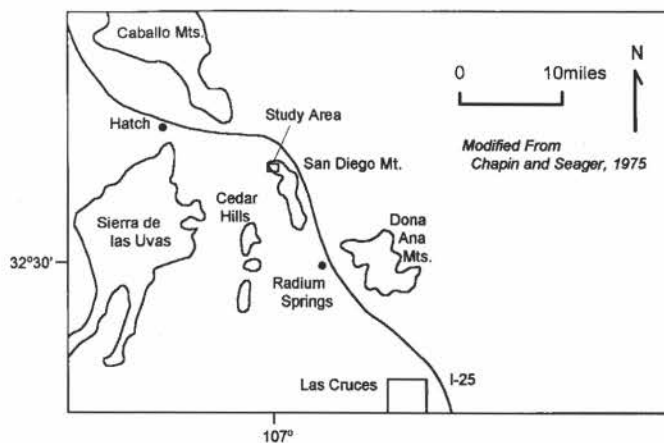 Caballo Mts.
0 10miles
N
Hatch
Study Area
Modified From
Chapin and Seager, 1975
San Diego Mt.
Cedar
Hills
Sierra de
las Uvas
Dona
Ana
Mts.
32°30'
Radium
Springs
Las Cruces
I-25
107°